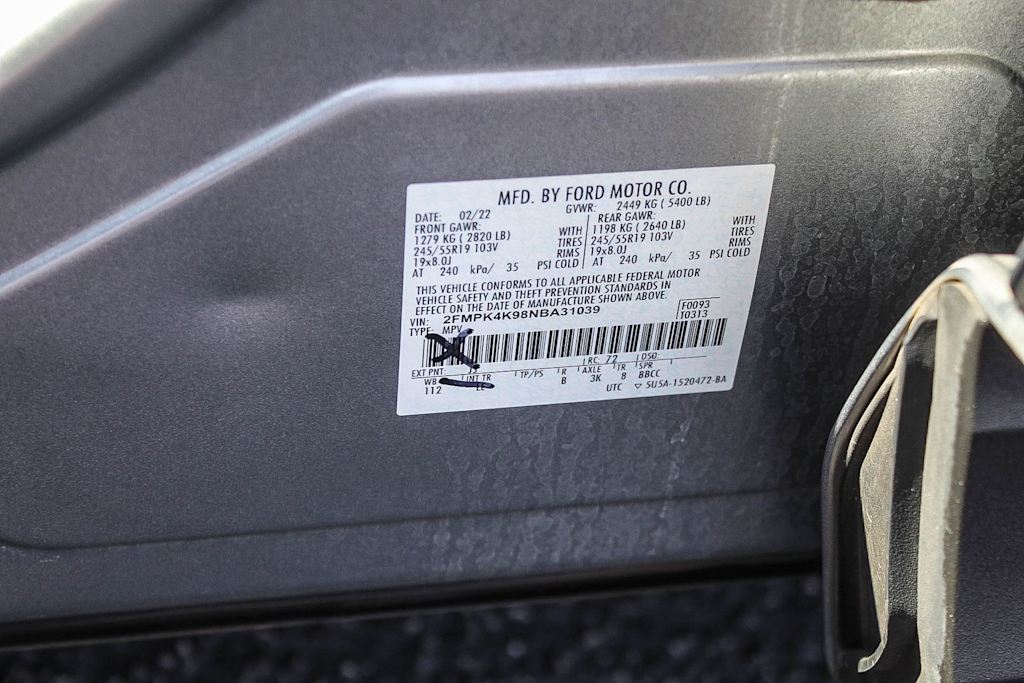 MFD. BY FORD MOTOR CO.
DATE: 02/22 GVWR: 2449 KG ( 5400 LB)
FRONT GAWR: REAR GAWR:
1279 KG ( 2820 LB) WITH 1198 KG ( 2640 LB) WITH
245/55R19 103V TIRES 245/55R19 103V TIRES
19x8.0J RIMS 19x8.0J RIMS
AT 240 kPa/ 35 PSI COLD AT 240 kPa/ 35 PSI COLD
THIS VEHICLE CONFORMS TO ALL APPLICABLE FEDERAL MOTOR
VEHICLE SAFETY AND THEFT PREVENTION STANDARDS IN
EFFECT ON THE DATE OF MANUFACTURE SHOWN ABOVE.
VIN: 2FMPK4K98NBA31039 F0093
TYPE: MPV T0313
EXT PNT: RC: 72 DSO:
WB INT TR TP/PS R AXLE TR SPR
112 B 3K 8 BBCC
UTC ▽ 5U5A-1520472-BA